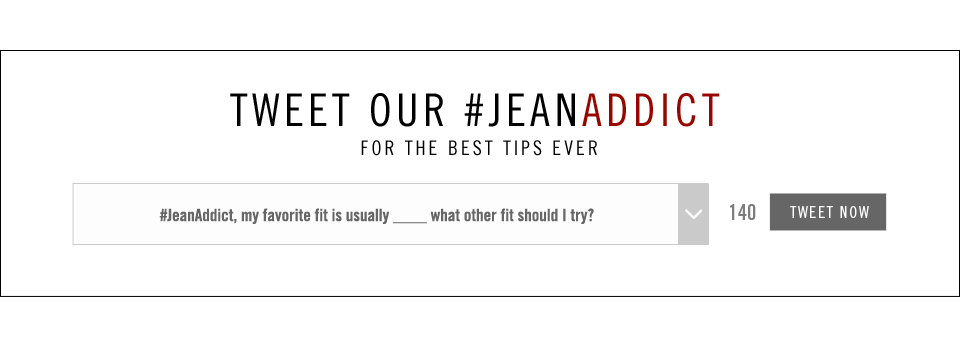 TWEET OUR #JEANADDICT
FOR THE BEST TIPS EVER
#JeanAddict, my favorite fit is usually ____ what other fit should I try?
140
TWEET NOW